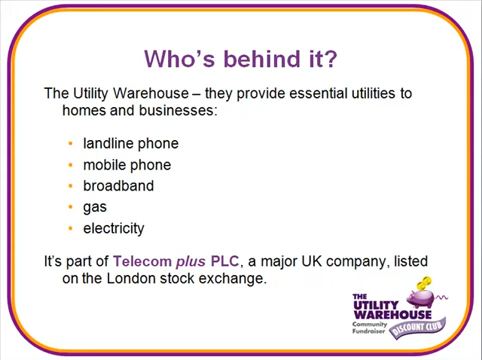 Who's behind it?
The Utility Warehouse – they provide essential utilities to
homes and businesses:
• landline phone
• mobile phone
• broadband
• gas
• electricity
It's part of Telecom plus PLC, a major UK company, listed
on the London stock exchange.
THE
UTILITY
WAREHOUSE
Community
Fundraiser
DISCOUNT CLUB